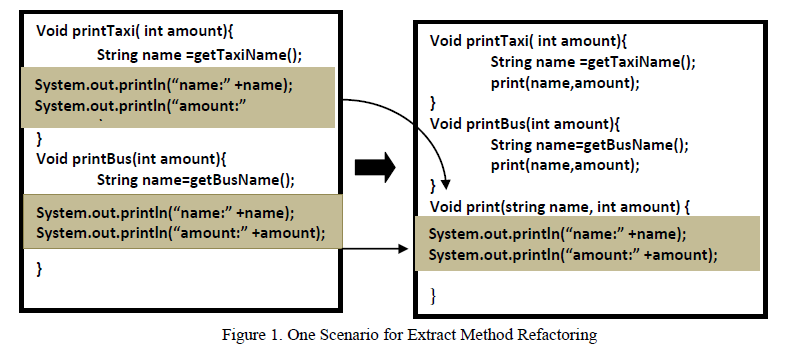 Void printTaxi( int amount){
String name =getTaxiName();
System.out.println(“name:” +name);
System.out.println(“amount:”
}
Void printBus(int amount){
String name=getBusName();
System.out.println(“name:” +name);
System.out.println(“amount:” +amount);
}
Void printTaxi( int amount){
String name =getTaxiName();
print(name,amount);
}
Void printBus(int amount){
String name=getBusName();
print(name,amount);
}
Void print(string name, int amount) {
System.out.println(“name:” +name);
System.out.println(“amount:” +amount);
}
Figure 1. One Scenario for Extract Method Refactoring